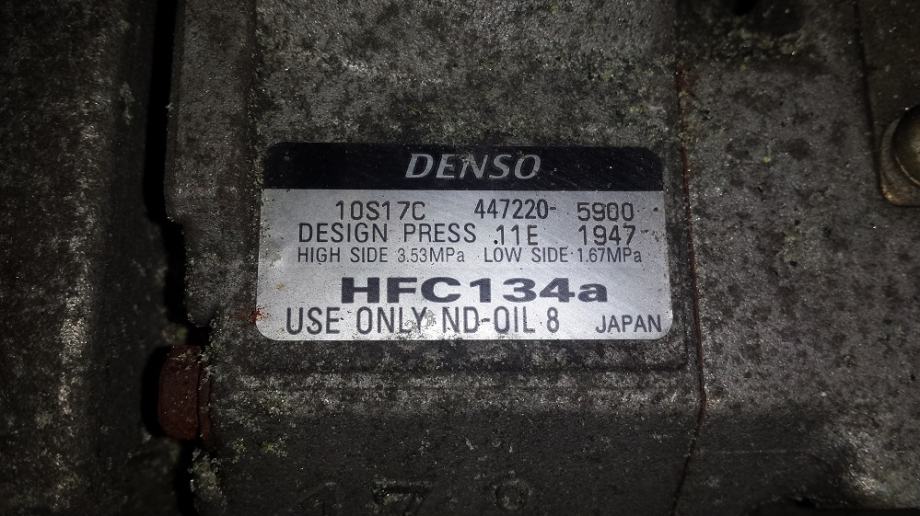 DENSO
10S17C 447220- 5900
DESIGN PRESS .11E 1947
HIGH SIDE 3.53MPa LOW SIDE 1.67MPa
HFC134a
USE ONLY ND-OIL 8 JAPAN